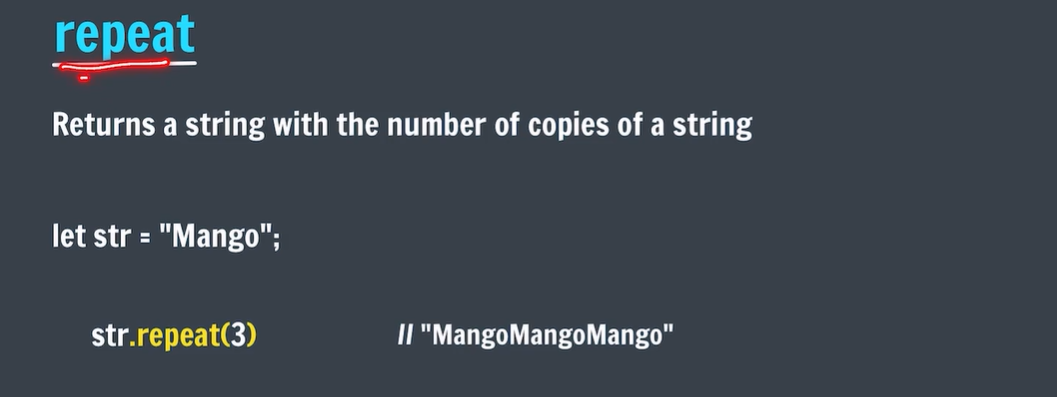 repeat
Returns a string with the number of copies of a string
let str = "Mango";
str.repeat(3) // "MangoMangoMango"